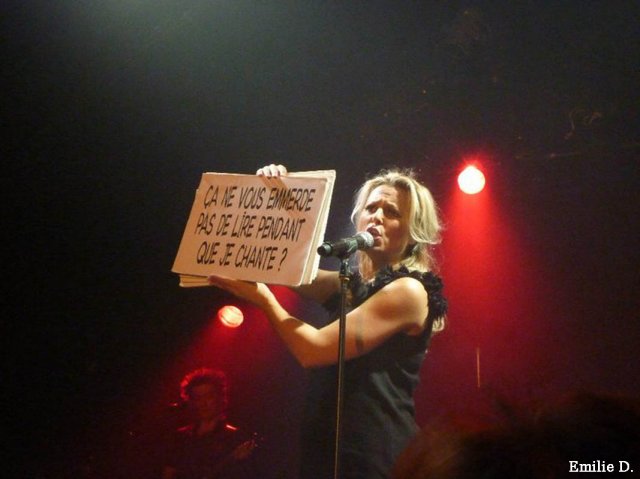 ÇA NE VOUS EMMERDE
PAS DE LIRE PENDANT
QUE JE CHANTE ?
Emilie D.